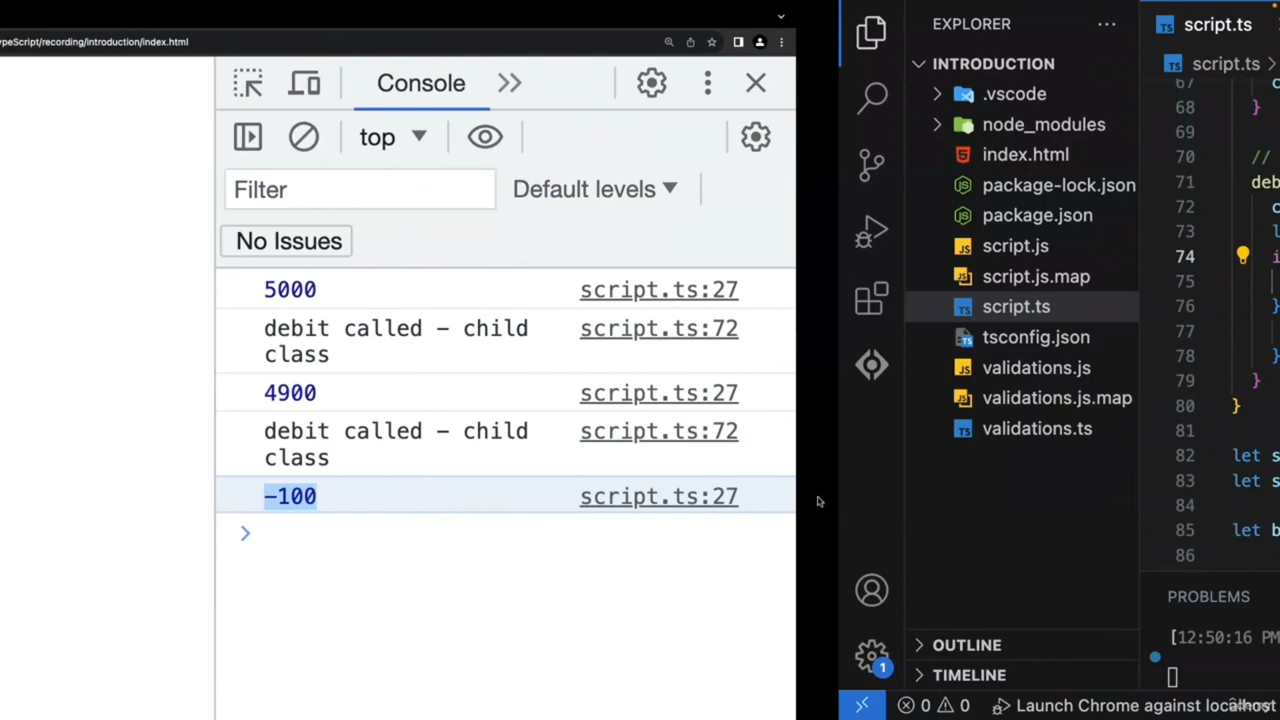 ypeScript/recording/introduction/index.html
Console
top
Filter
Default levels
No Issues
5000 script.ts:27
debit called – child class script.ts:72
4900 script.ts:27
debit called – child class script.ts:72
–100 script.ts:27
EXPLORER
INTRODUCTION
.vscode
node_modules
index.html
package-lock.json
package.json
script.js
script.js.map
script.ts
tsconfig.json
validations.js
validations.js.map
validations.ts
OUTLINE
TIMELINE
1
script.ts
script.ts
67 c
68 }
69
70 //
71 deb
72 c
73 l
74 i
75
76 }
77
78 }
79 }
80 }
81
82 let s
83 let s
84
85 let b
86
PROBLEMS
[12:50:16 PM
0 0 Launch Chrome against localhost